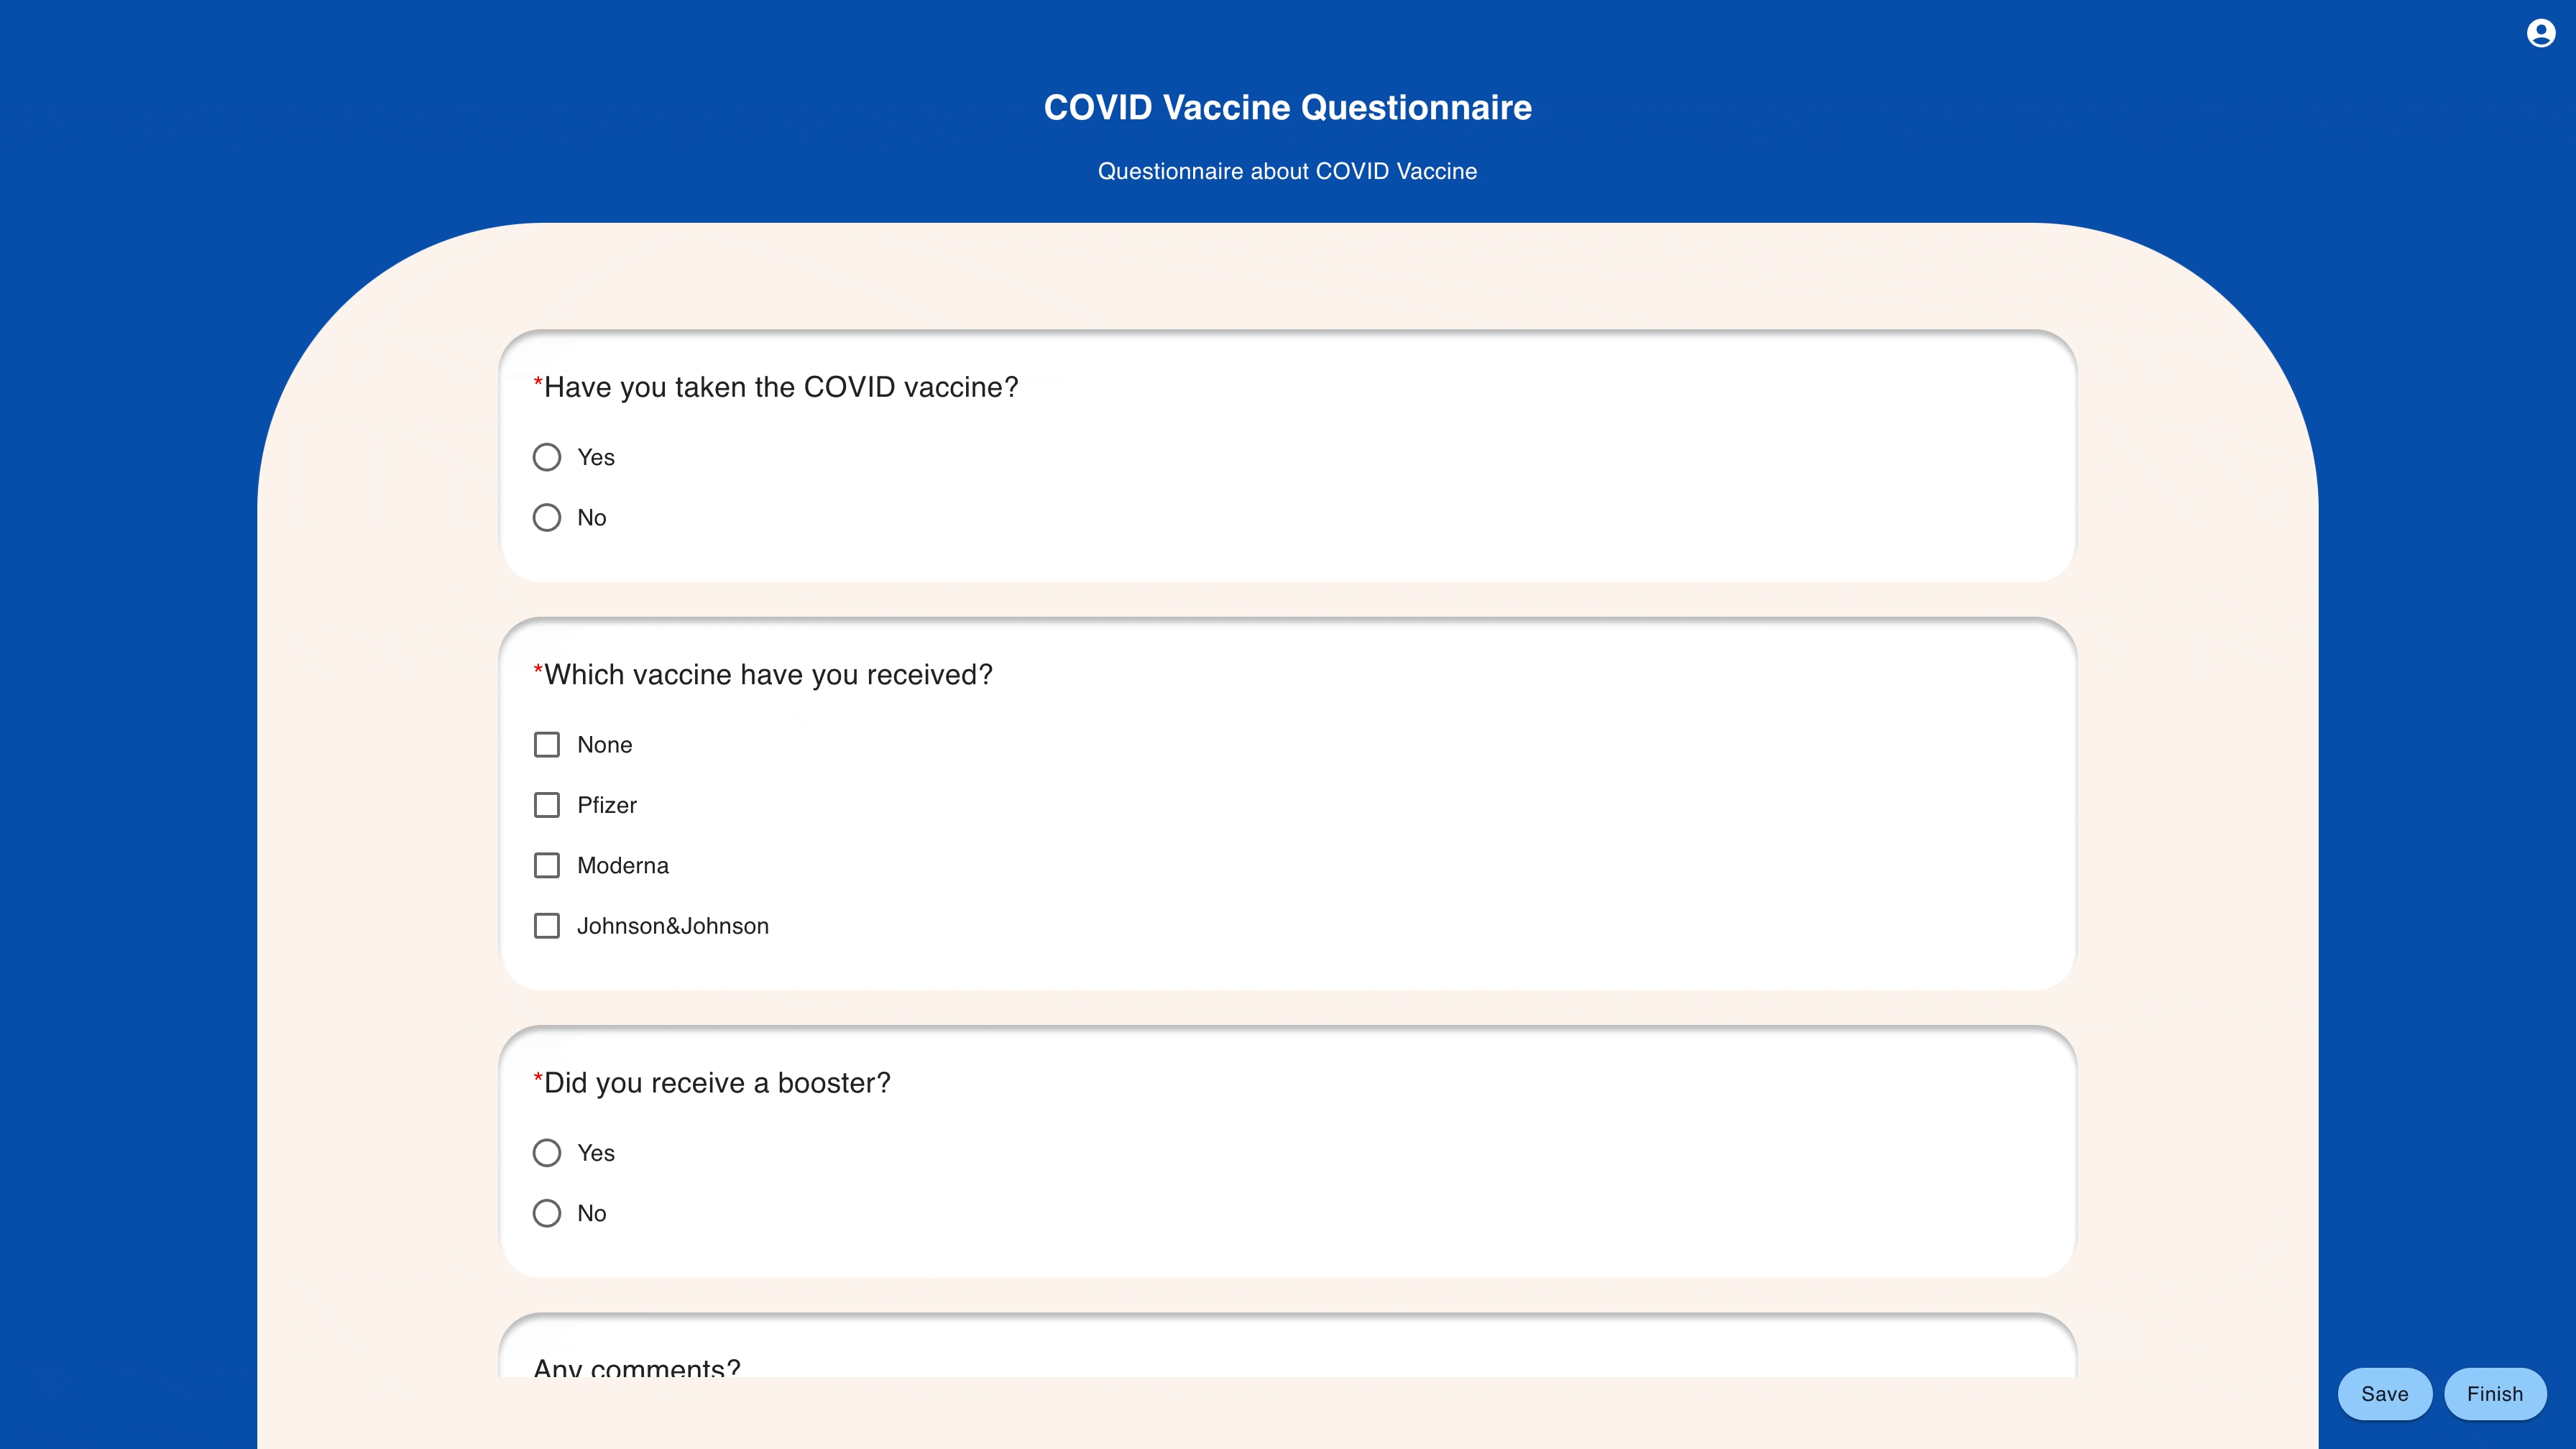 COVID Vaccine Questionnaire
Questionnaire about COVID Vaccine
*Have you taken the COVID vaccine?
Yes
No
*Which vaccine have you received?
None
Pfizer
Moderna
Johnson&Johnson
*Did you receive a booster?
Yes
No
Any comments?
Save
Finish